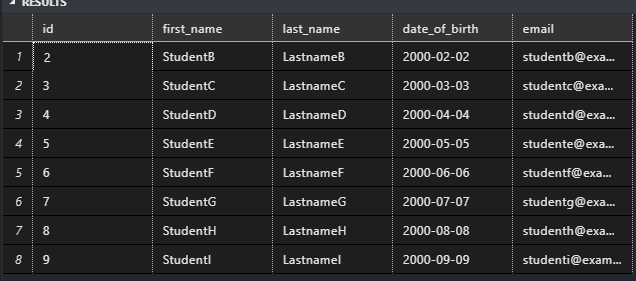 RESULTS
id first_name last_name date_of_birth email
1 2 StudentB LastnameB 2000-02-02 studentb@exa...
2 3 StudentC LastnameC 2000-03-03 studentc@exa...
3 4 StudentD LastnameD 2000-04-04 studentd@exa...
4 5 StudentE LastnameE 2000-05-05 studente@exa...
5 6 StudentF LastnameF 2000-06-06 studentf@exa...
6 7 StudentG LastnameG 2000-07-07 studentg@exa...
7 8 StudentH LastnameH 2000-08-08 studenth@exa...
8 9 StudentI LastnameI 2000-09-09 studenti@exam...